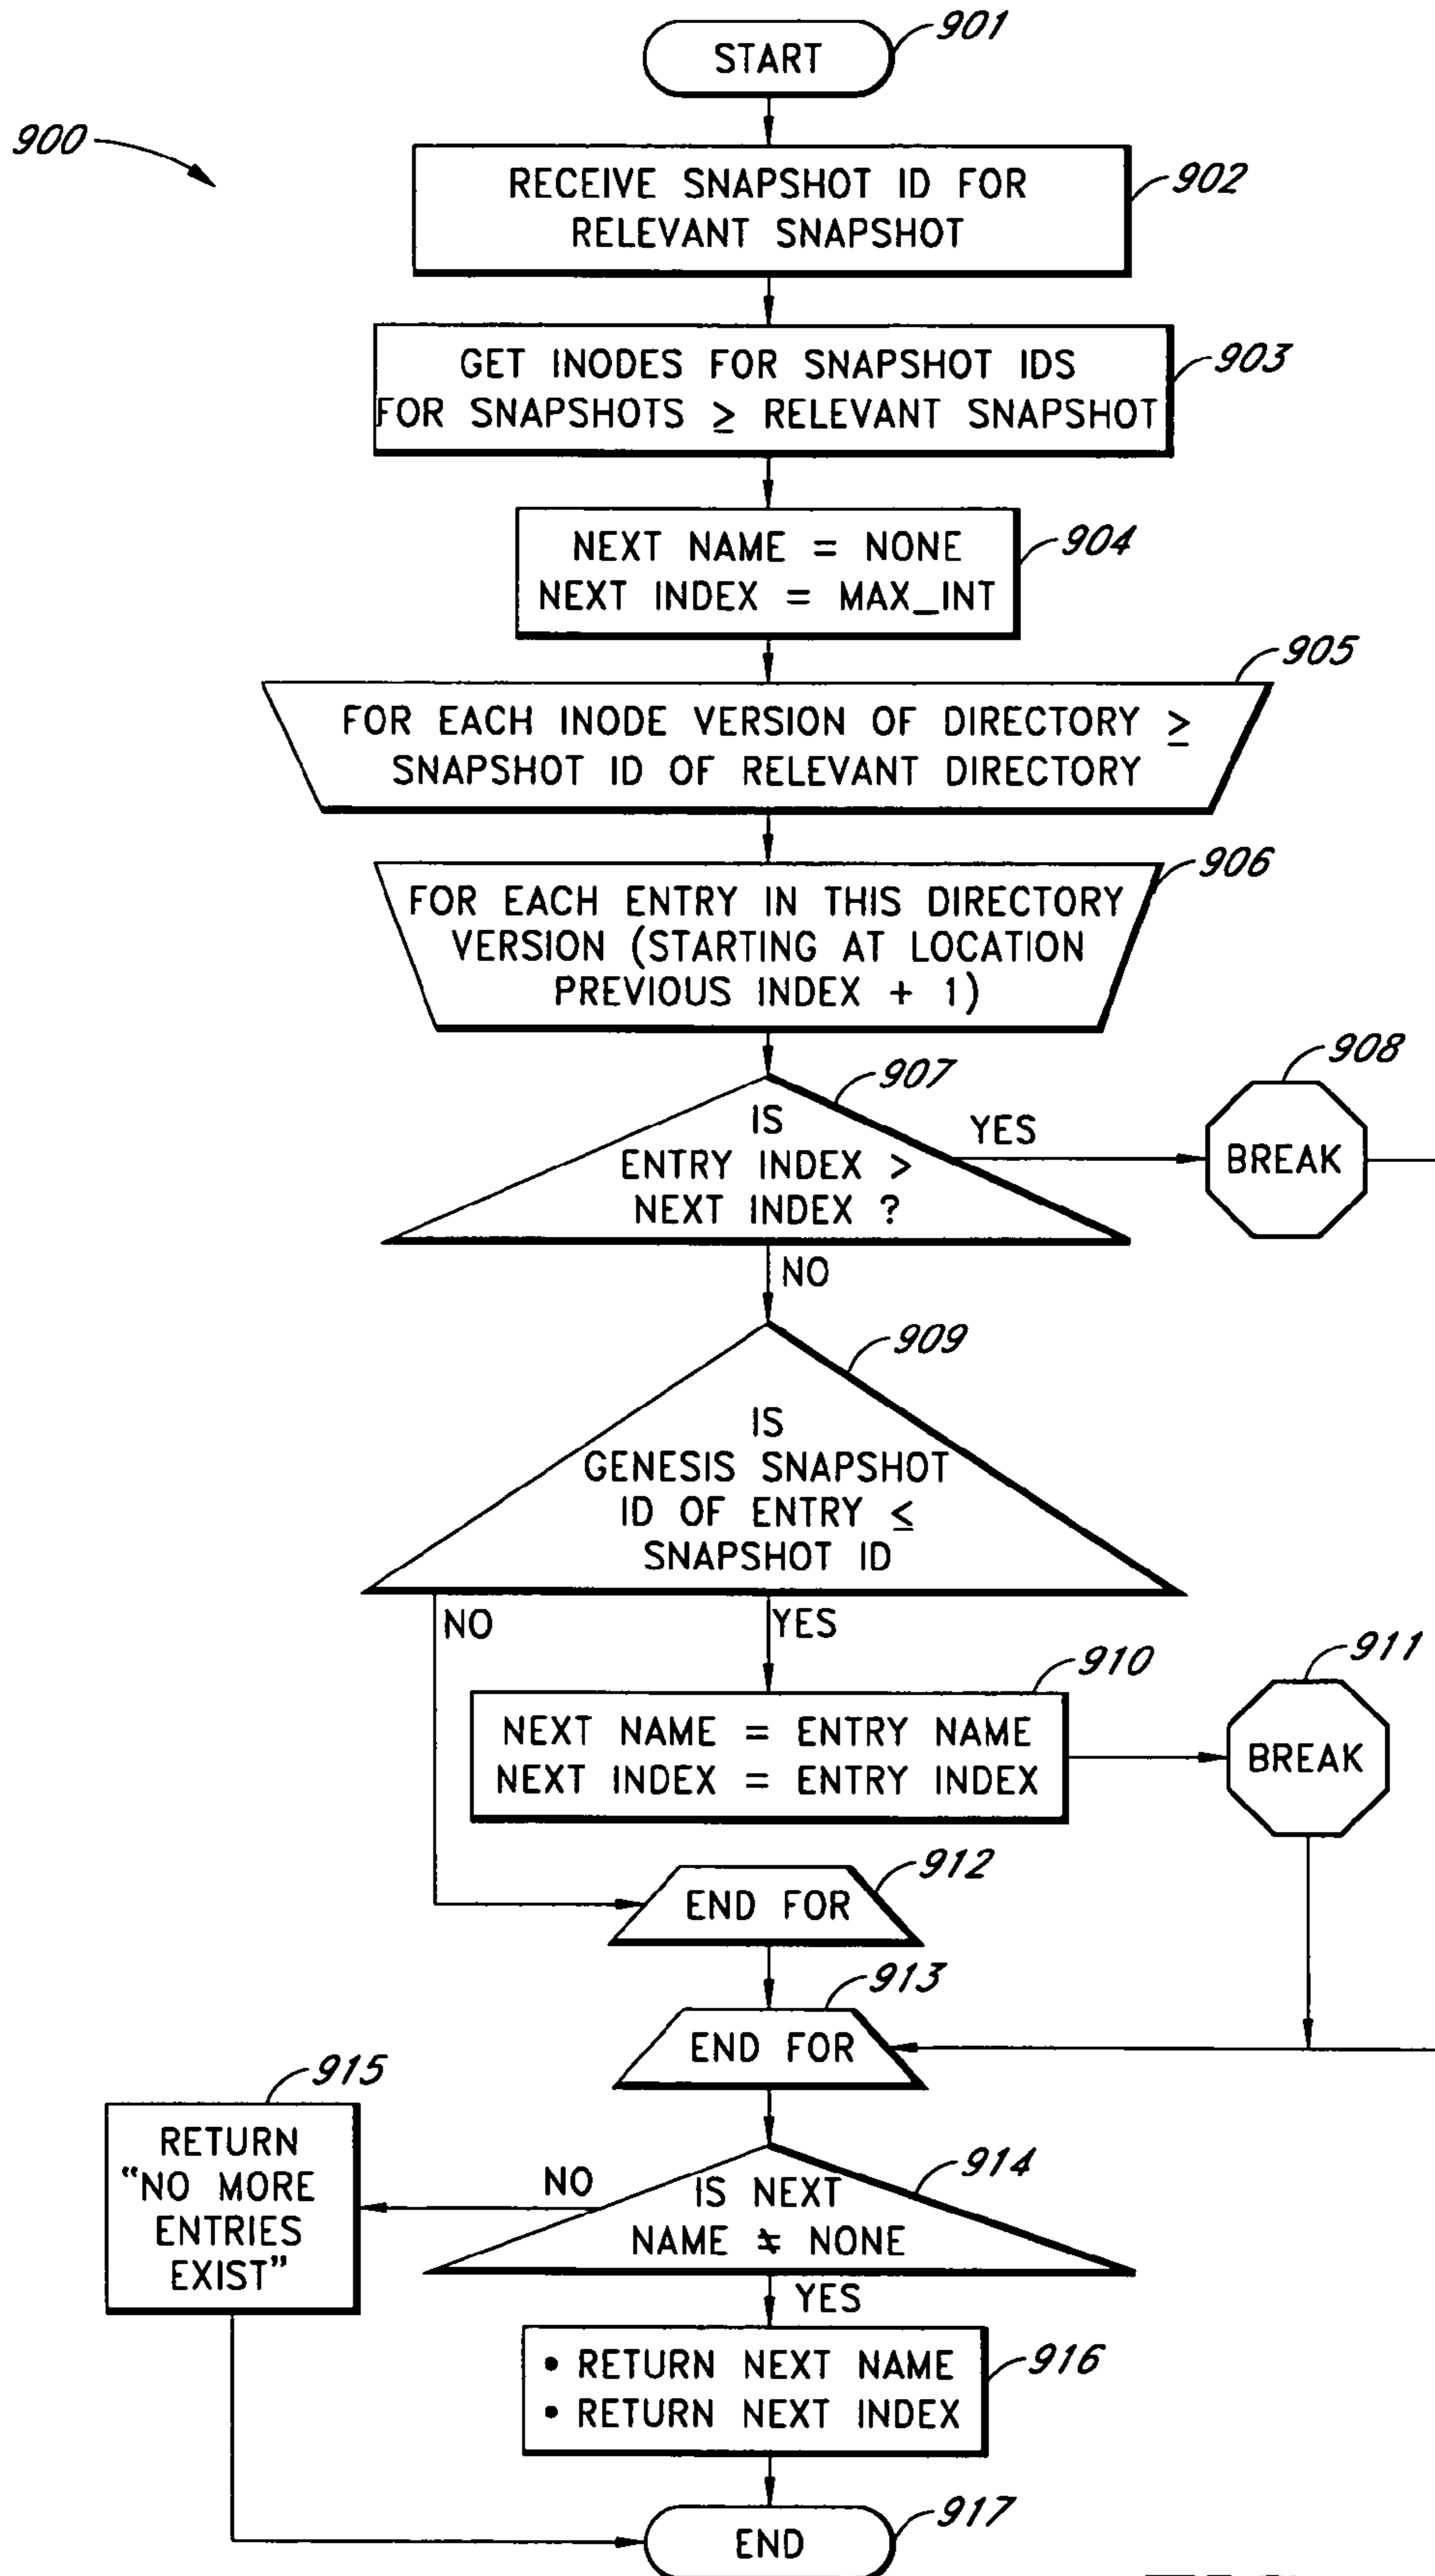 START
901
900
RECEIVE SNAPSHOT ID FOR
RELEVANT SNAPSHOT
902
GET INODES FOR SNAPSHOT IDS
FOR SNAPSHOTS ≥ RELEVANT SNAPSHOT
903
NEXT NAME = NONE
NEXT INDEX = MAX_INT
904
905
FOR EACH INODE VERSION OF DIRECTORY ≥
SNAPSHOT ID OF RELEVANT DIRECTORY
906
FOR EACH ENTRY IN THIS DIRECTORY
VERSION (STARTING AT LOCATION
PREVIOUS INDEX + 1)
907
IS
ENTRY INDEX >
NEXT INDEX ?
YES
908
BREAK
NO
909
IS
GENESIS SNAPSHOT
ID OF ENTRY ≤
SNAPSHOT ID
NO
YES
910
NEXT NAME = ENTRY NAME
NEXT INDEX = ENTRY INDEX
911
BREAK
912
END FOR
913
END FOR
914
IS NEXT
NAME ≠ NONE
NO
915
RETURN
“NO MORE
ENTRIES
EXIST”
YES
916
• RETURN NEXT NAME
• RETURN NEXT INDEX
END
917